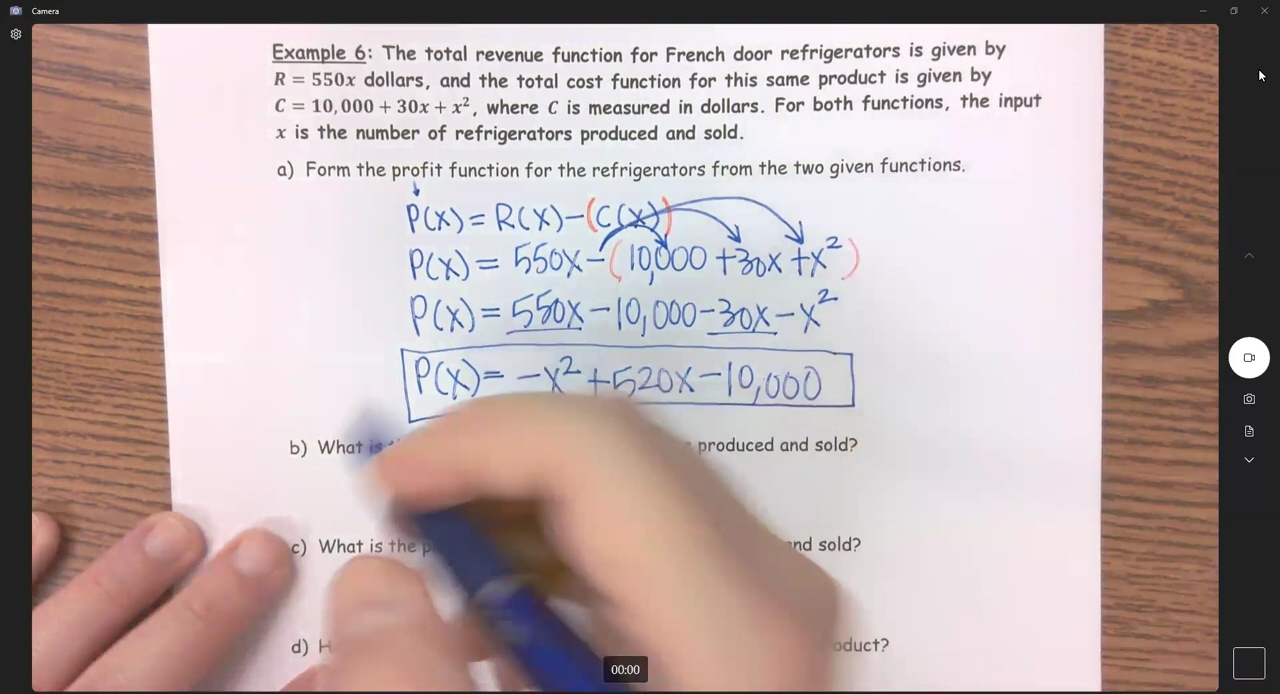 Camera
Example 6: The total revenue function for French door refrigerators is given by
R = 550x dollars, and the total cost function for this same product is given by
C = 10,000 + 30x + x², where C is measured in dollars. For both functions, the input
x is the number of refrigerators produced and sold.
a) Form the profit function for the refrigerators from the two given functions.
P(x) = R(x) - (C(x))
P(x) = 550x - (10,000 + 30x + x²)
P(x) = 550x - 10,000 - 30x - x²
P(x) = -x² + 520x - 10,000
b) What is produced and sold?
c) What is the and sold?
d)
00:00